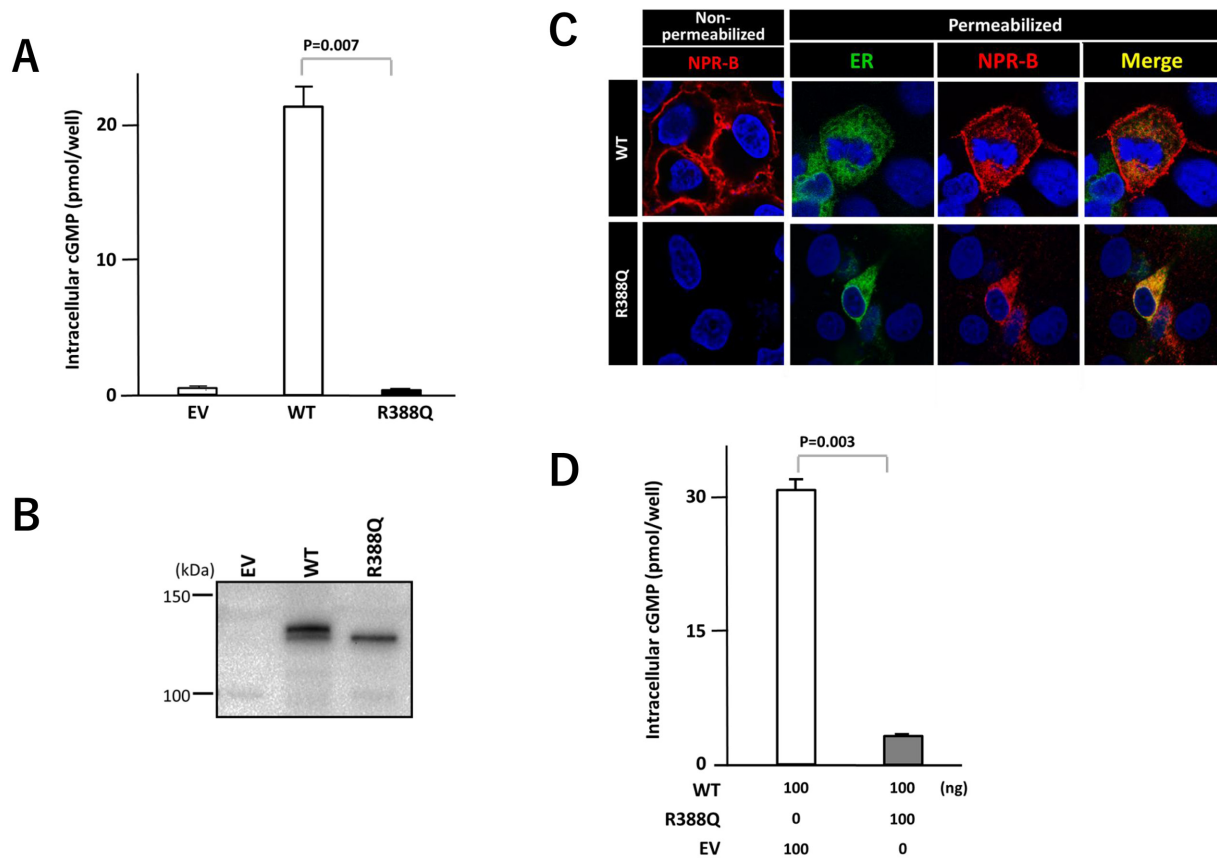 A
P=0.007
Intracellular cGMP (pmol/well)
20
10
0
EV WT R388Q
B
(kDa) EV WT R388Q
150
100
C
Non-
permeabilized
Permeabilized
NPR-B ER NPR-B Merge
WT
R388Q
D
P=0.003
Intracellular cGMP (pmol/well)
30
15
0
WT 100 100 (ng)
R388Q 0 100
EV 100 0